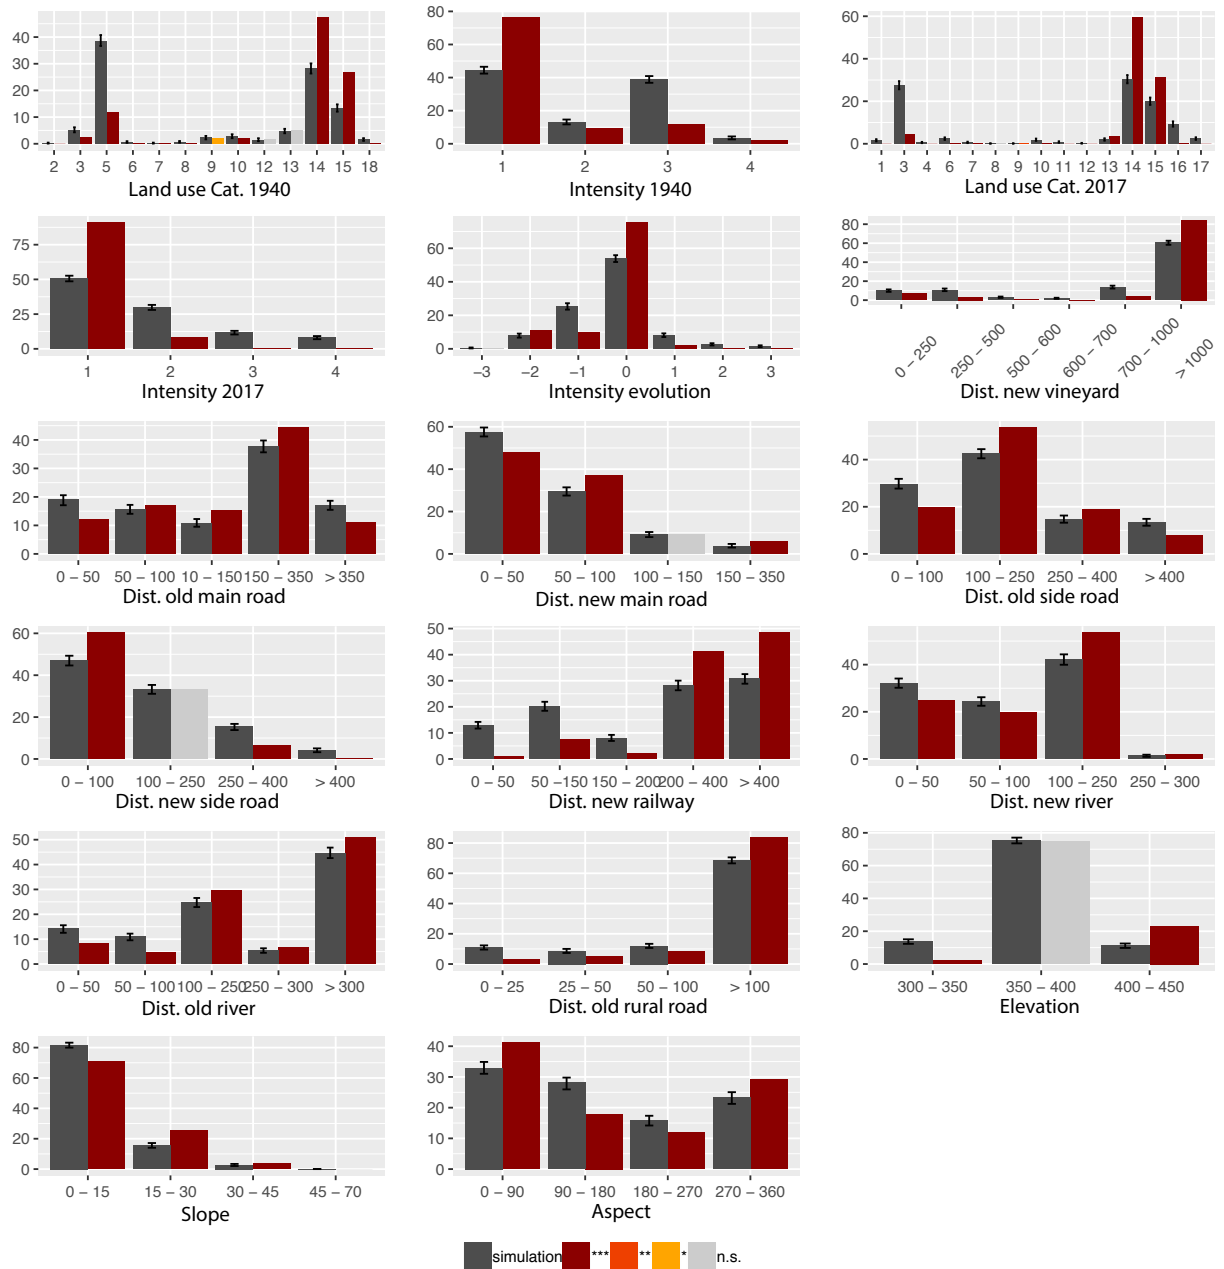 40
30
20
10
0
2 3 5 6 7 8 9 10 12 13 14 15 18
Land use Cat. 1940
80
60
40
20
0
1 2 3 4
Intensity 1940
60
40
20
0
1 3 4 6 7 8 9 10 11 12 13 14 15 16 17
Land use Cat. 2017
75
50
25
0
1 2 3 4
Intensity 2017
60
40
20
0
−3 −2 −1 0 1 2 3
Intensity evolution
80
60
40
20
0
0 − 250 250 − 500 500 − 600 600 − 700 700 − 1000 > 1000
Dist. new vineyard
40
30
20
10
0
0 − 50 50 − 100 10 − 150 150 − 350 > 350
Dist. old main road
60
40
20
0
0 − 50 50 − 100 100 − 150 150 − 350
Dist. new main road
40
20
0
0 − 100 100 − 250 250 − 400 > 400
Dist. old side road
60
40
20
0
0 − 100 100 − 250 250 − 400 > 400
Dist. new side road
50
40
30
20
10
0
0 − 50 50 −150 150 − 200 200 − 400 > 400
Dist. new railway
40
20
0
0 − 50 50 − 100 100 − 250 250 − 300
Dist. new river
50
40
30
20
10
0
0 − 50 50 − 100 100 − 250 250 − 300 > 300
Dist. old river
80
60
40
20
0
0 − 25 25 − 50 50 − 100 > 100
Dist. old rural road
80
60
40
20
0
300 − 350 350 − 400 400 − 450
Elevation
80
60
40
20
0
0 − 15 15 − 30 30 − 45 45 − 70
Slope
40
30
20
10
0
0 − 90 90 − 180 180 − 270 270 − 360
Aspect
simulation *** ** * n.s.